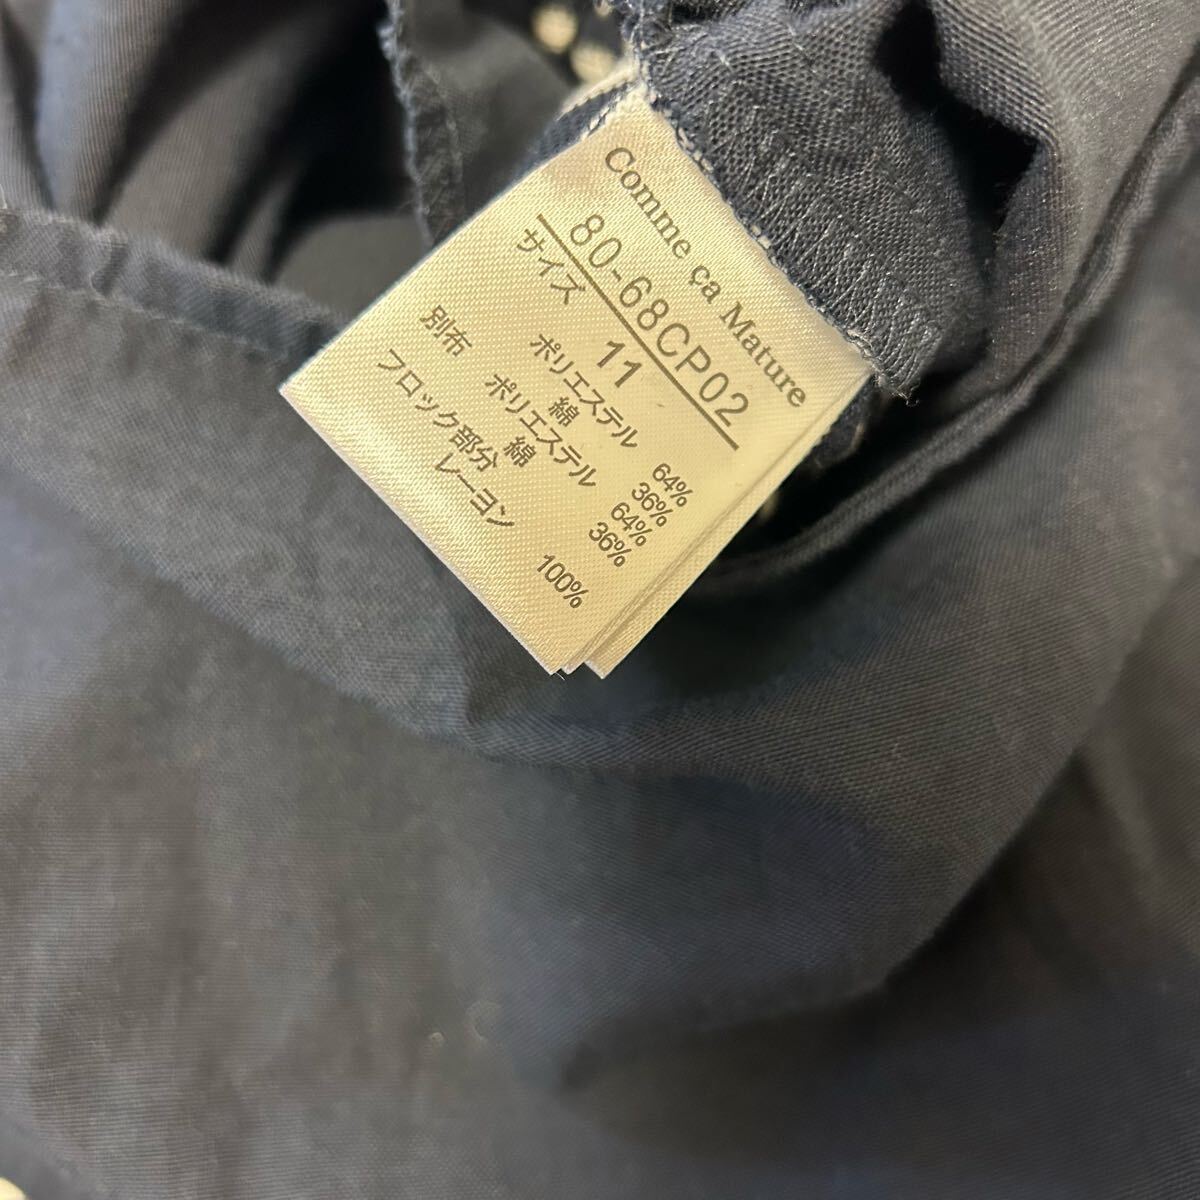 Comme ça Mature
80-68CP02
サイズ 11
ポリエステル 64%
綿 36%
別布 ポリエステル 64%
綿 36%
フロック部分
レーヨン 100%